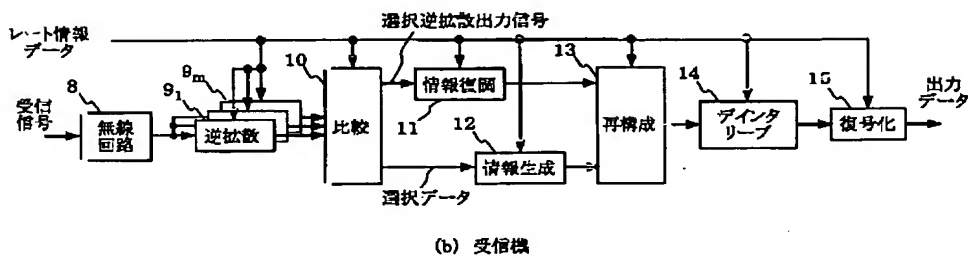 選択逆拡散出力信号
レート情報
データ
8
9m
91
10
11
12
13
14
15
受信
信号
無線
回路
逆拡散
比較
情報復調
情報生成
選択データ
再構成
デインタ
リーブ
復号化
出力
データ
(b) 受信機